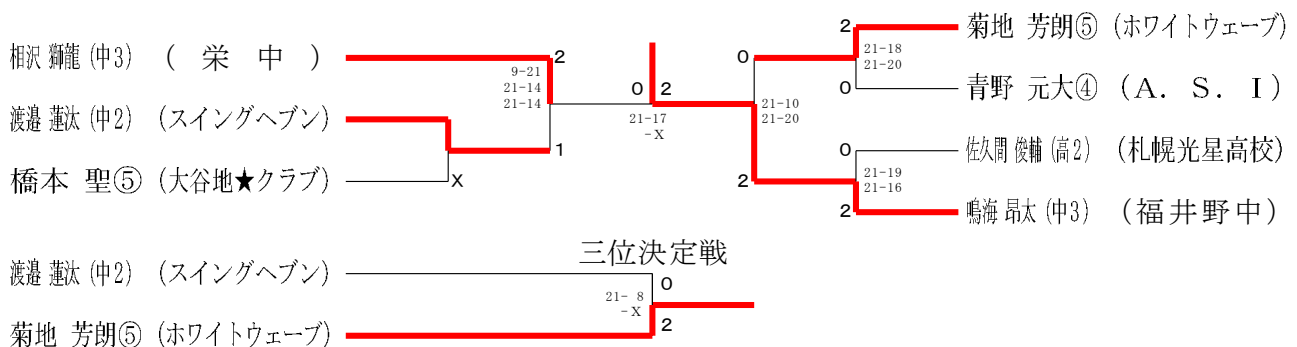 相沢 獅龍 (中3) ( 栄 中 )
渡邉 蓮汰 (中2) (スイングヘブン)
橋本 聖⑤ (大谷地★クラブ)
2
9-21
21-14
21-14
1
X
0 2
21-17
-X
0
21-10
21-20
2
2
21-18
21-20
0
0
21-19
21-16
2
菊地 芳朗⑤ (ホワイトウェーブ)
青野 元大④ (A. S. I)
佐久間 俊輔 (高2) (札幌光星高校)
鳴海 昂太 (中3) (福井野中)
三位決定戦
渡邉 蓮汰 (中2) (スイングヘブン)
菊地 芳朗⑤ (ホワイトウェーブ)
0
21- 8
-X
2